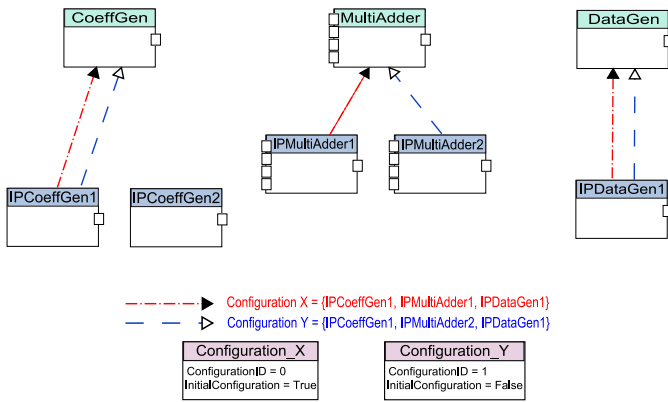 CoeffGen
MultiAdder
DataGen
IPMultiAdder1
IPMultiAdder2
IPCoeffGen1
IPCoeffGen2
IPDataGen1
Configuration X = {IPCoeffGen1, IPMultiAdder1, IPDataGen1}
Configuration Y = {IPCoeffGen1, IPMultiAdder2, IPDataGen1}
Configuration_X
Configuration_Y
ConfigurationID = 0
ConfigurationID = 1
InitialConfiguration = True
InitialConfiguration = False